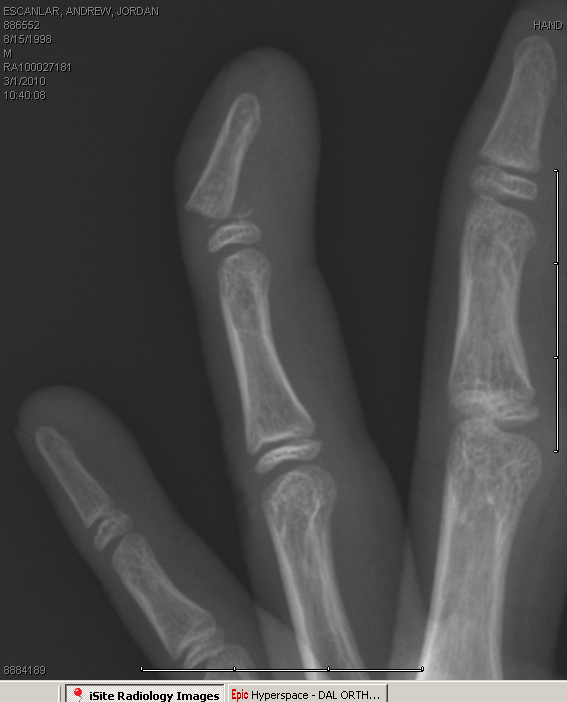 ESCANLAR, ANDREW, JORDAN
886552
8/15/1998
M
RA100027181
3/1/2010
10:40:08
HAND
8884189
iSite Radiology Images
Epic Hyperspace - DAL ORTH...